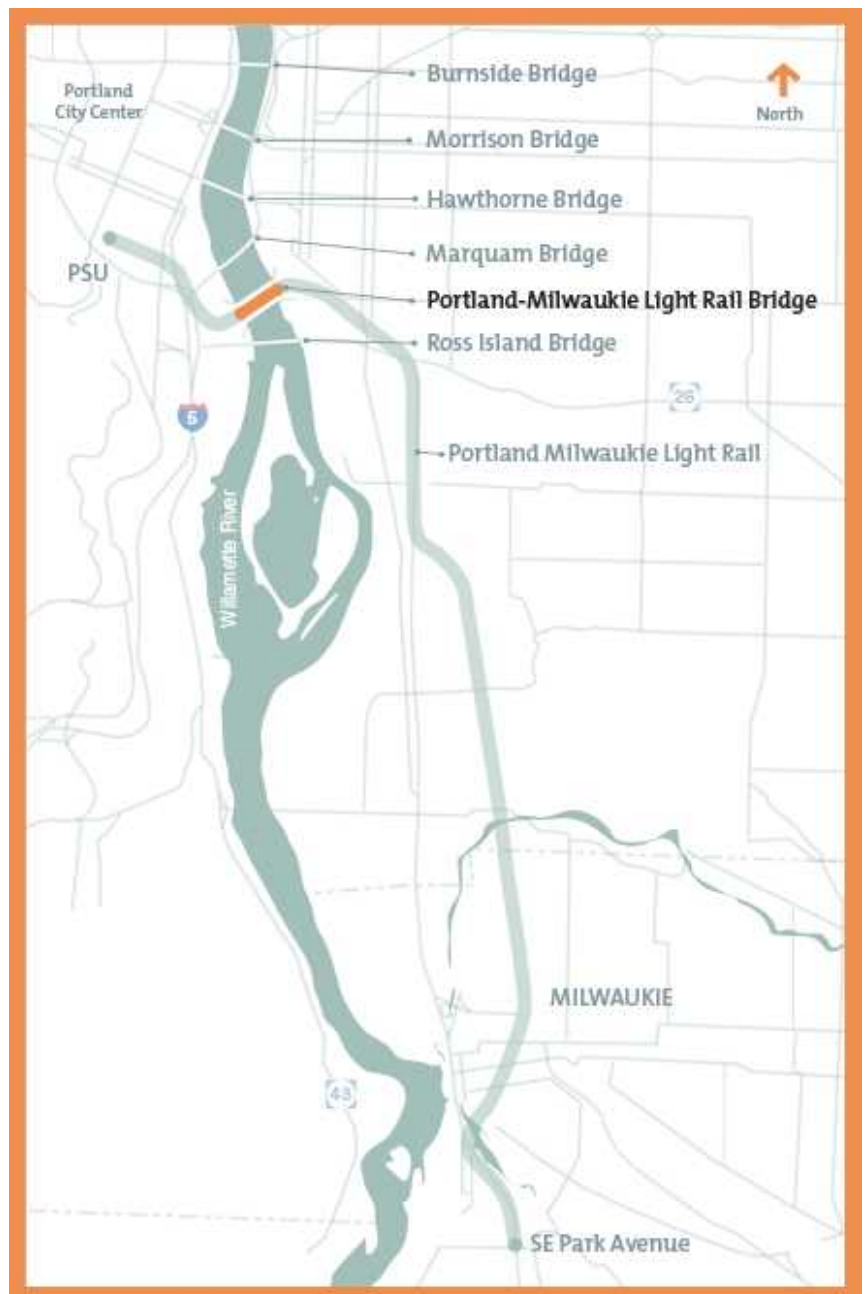 Burnside Bridge
Portland
City Center
North
Morrison Bridge
Hawthorne Bridge
Marquam Bridge
PSU
Portland-Milwaukie Light Rail Bridge
Ross Island Bridge
26
5
Portland Milwaukie Light Rail
Willamette River
MILWAUKIE
43
SE Park Avenue